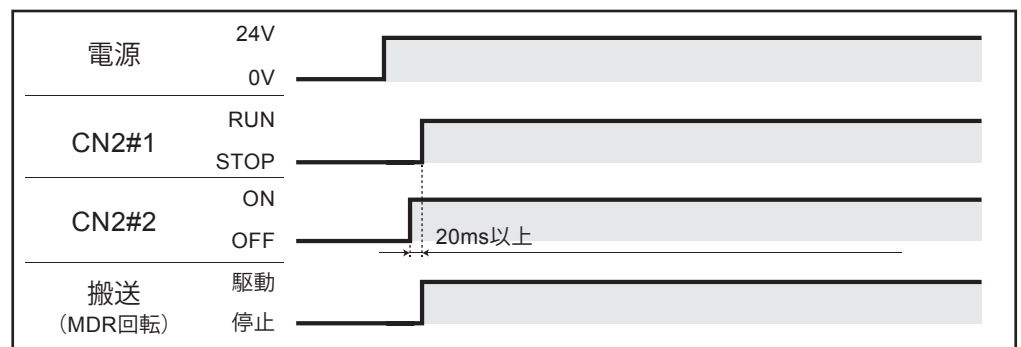 電源
24V
0V
CN2#1
RUN
STOP
CN2#2
ON
OFF
20ms以上
搬送
(MDR回転)
駆動
停止